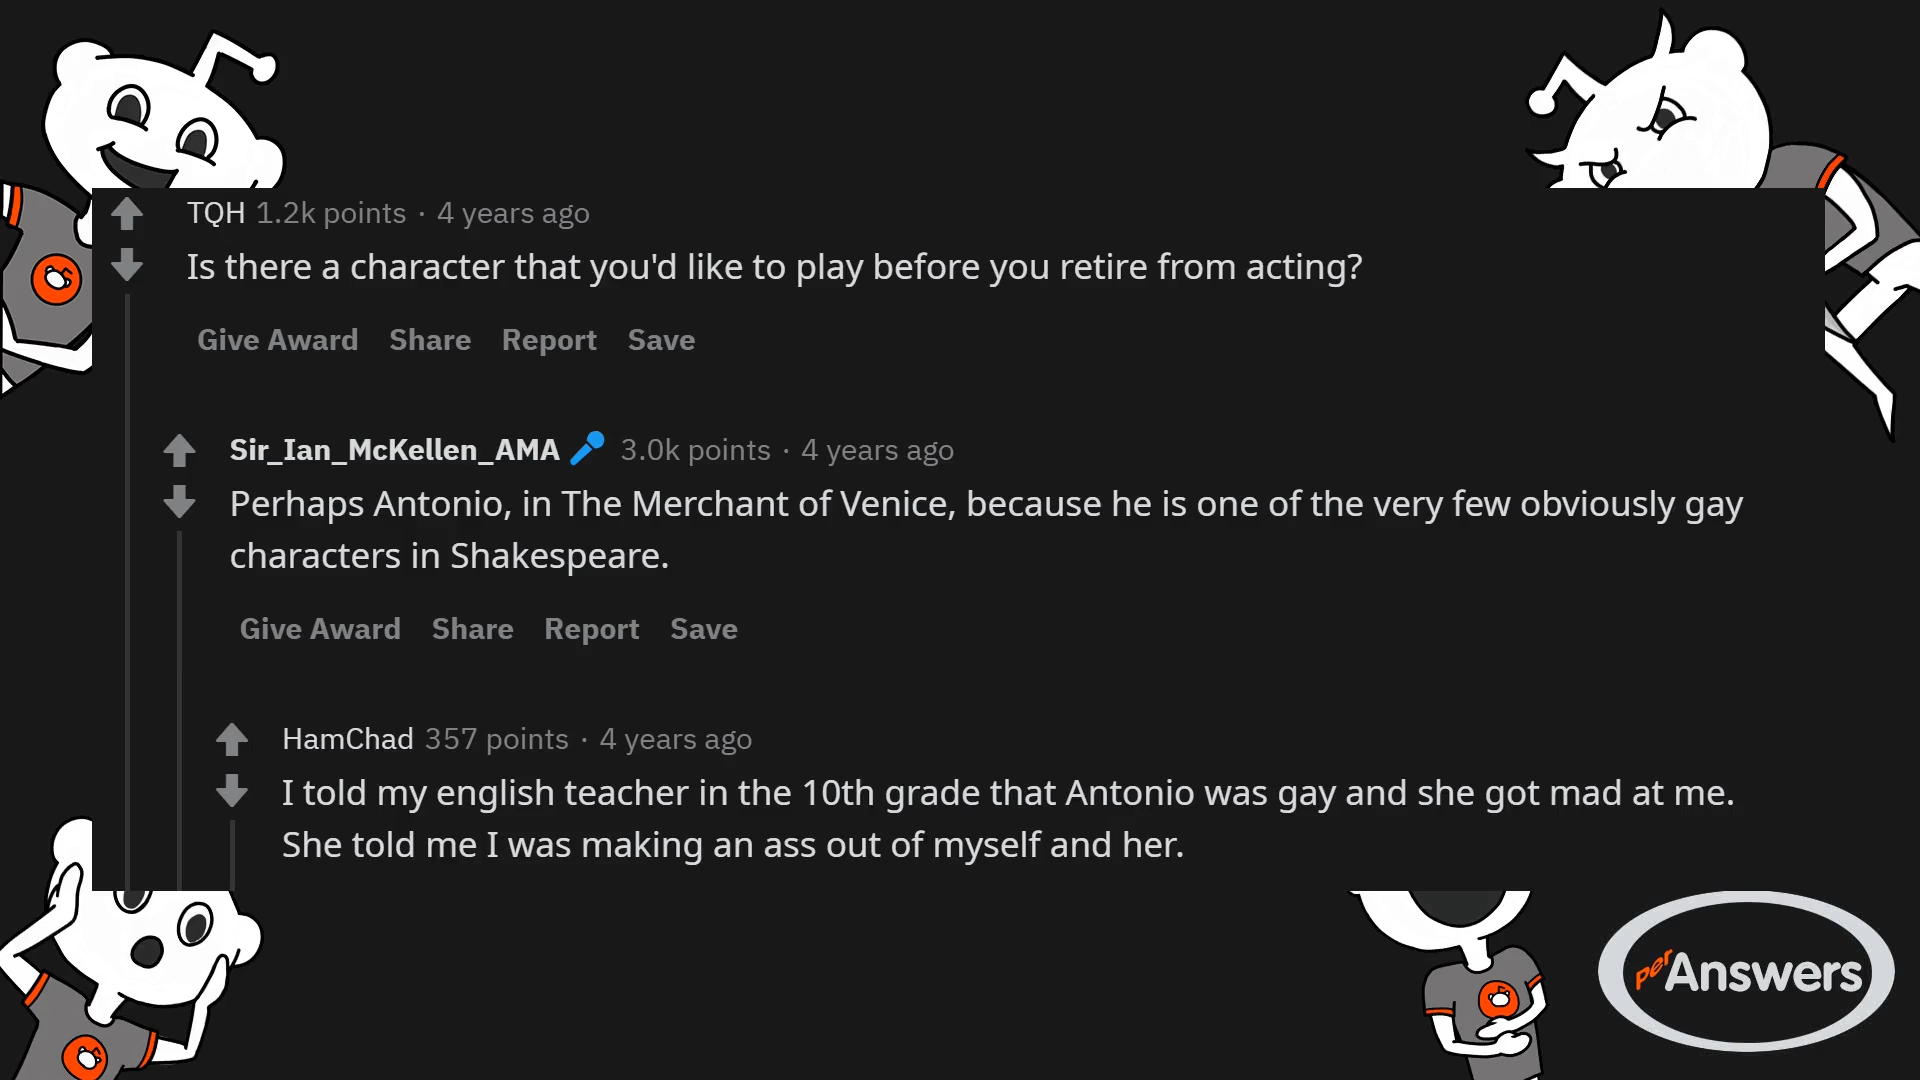 TQH 1.2k points · 4 years ago
Is there a character that you'd like to play before you retire from acting?
Give Award Share Report Save
Sir_Ian_McKellen_AMA 3.0k points · 4 years ago
Perhaps Antonio, in The Merchant of Venice, because he is one of the very few obviously gay
characters in Shakespeare.
Give Award Share Report Save
HamChad 357 points · 4 years ago
I told my english teacher in the 10th grade that Antonio was gay and she got mad at me.
She told me I was making an ass out of myself and her.
perAnswers